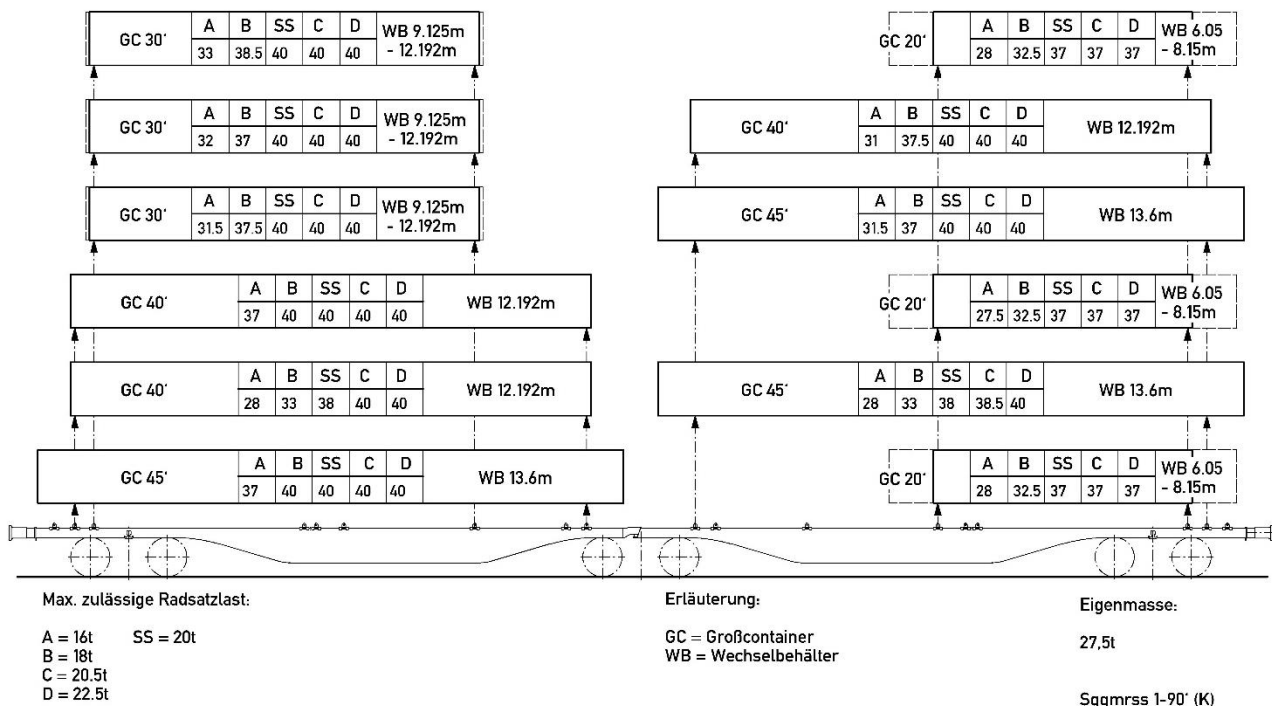 GC 30' A B SS C D WB 9.125m
33 38.5 40 40 40 - 12.192m
GC 20' A B SS C D WB 6.05
28 32.5 37 37 37 - 8.15m
GC 30' A B SS C D WB 9.125m
32 37 40 40 40 - 12.192m
GC 40' A B SS C D WB 12.192m
31 37.5 40 40 40
GC 30' A B SS C D WB 9.125m
31.5 37.5 40 40 40 - 12.192m
GC 45' A B SS C D WB 13.6m
31.5 37 40 40 40
GC 40' A B SS C D WB 12.192m
37 40 40 40 40
GC 20' A B SS C D WB 6.05
27.5 32.5 37 37 37 - 8.15m
GC 40' A B SS C D WB 12.192m
28 33 38 40 40
GC 45' A B SS C D WB 13.6m
28 33 38 38.5 40
GC 45' A B SS C D WB 13.6m
37 40 40 40 40
GC 20' A B SS C D WB 6.05
28 32.5 37 37 37 - 8.15m
Max. zulässige Radsatzlast:
A = 16t SS = 20t
B = 18t
C = 20.5t
D = 22.5t
Erläuterung:
GC = Großcontainer
WB = Wechselbehälter
Eigenmasse:
27,5t
Sggmrss 1-90' (K)